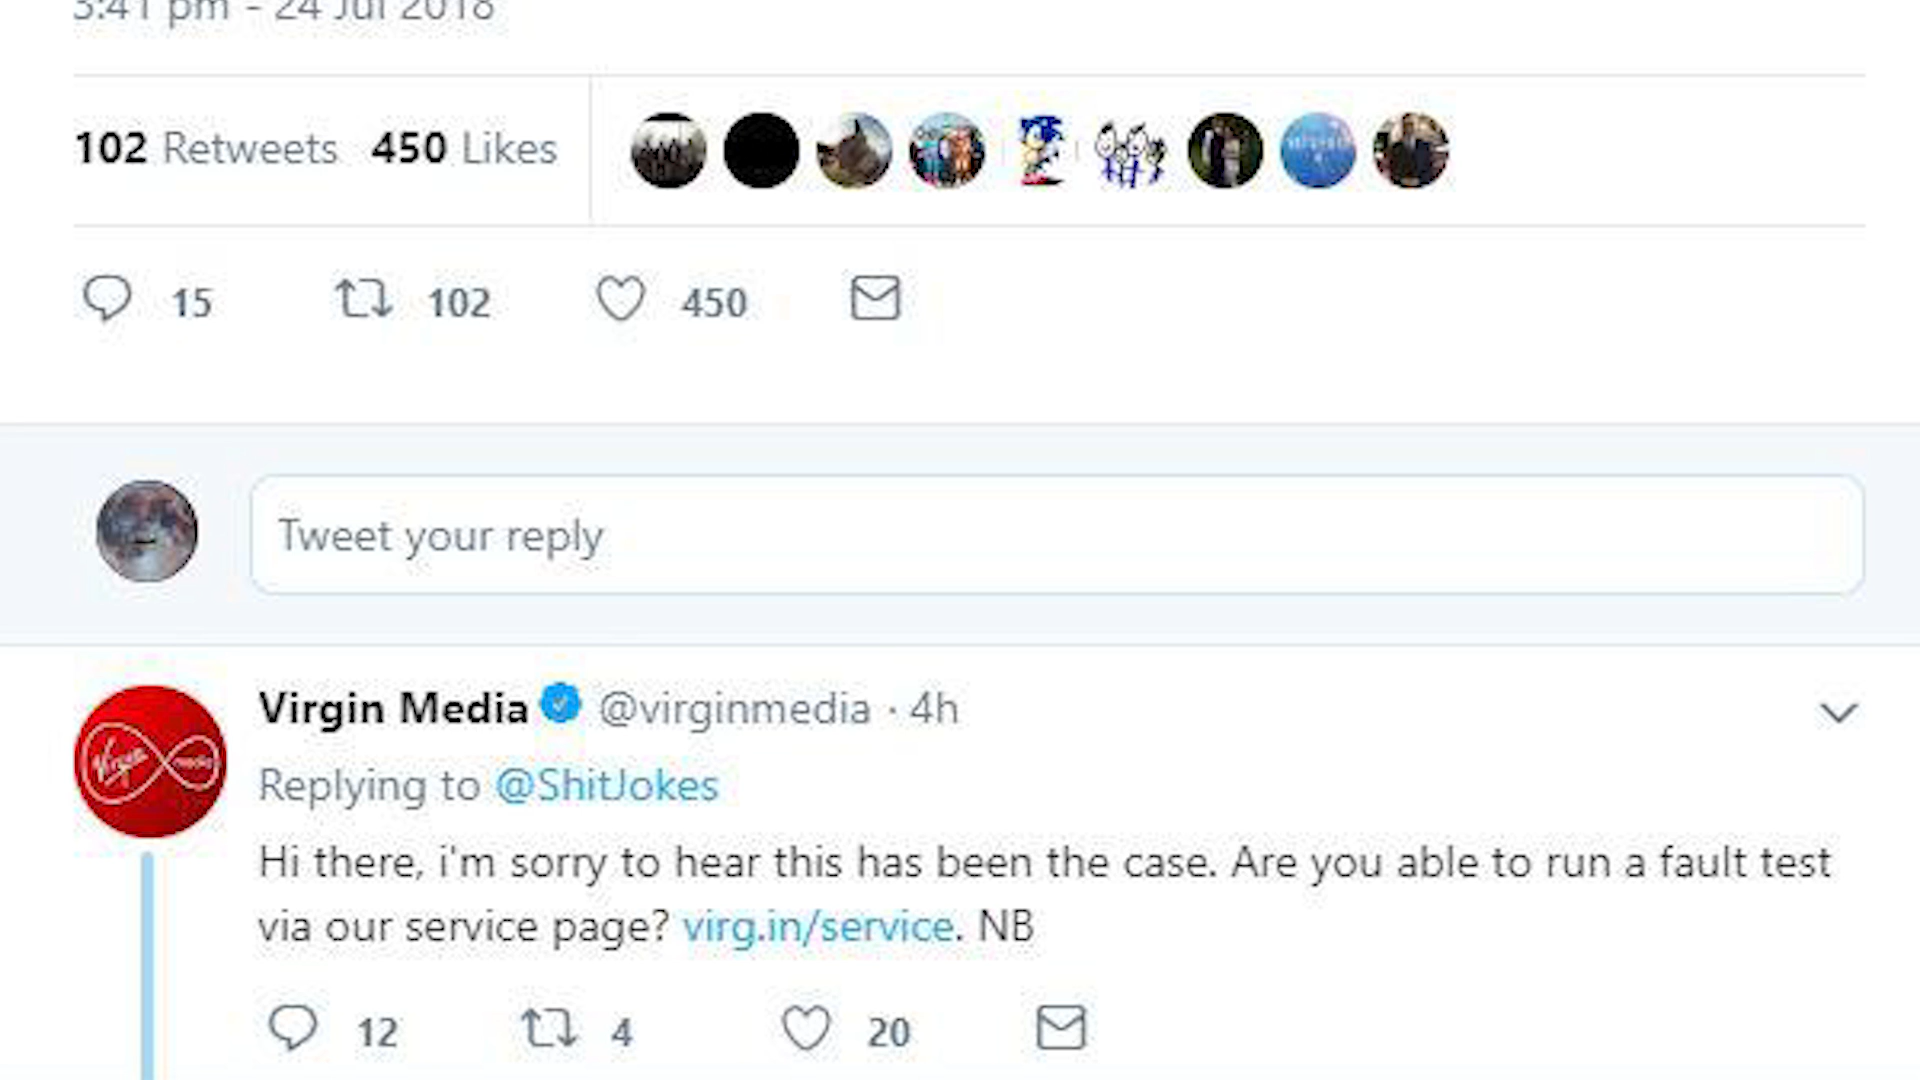 3:41 pm - 24 Jul 2018
102 Retweets 450 Likes
15 102 450
Tweet your reply
Virgin Media @virginmedia · 4h
Replying to @ShitJokes
Virgin media
Hi there, i'm sorry to hear this has been the case. Are you able to run a fault test
via our service page? virg.in/service. NB
12 4 20